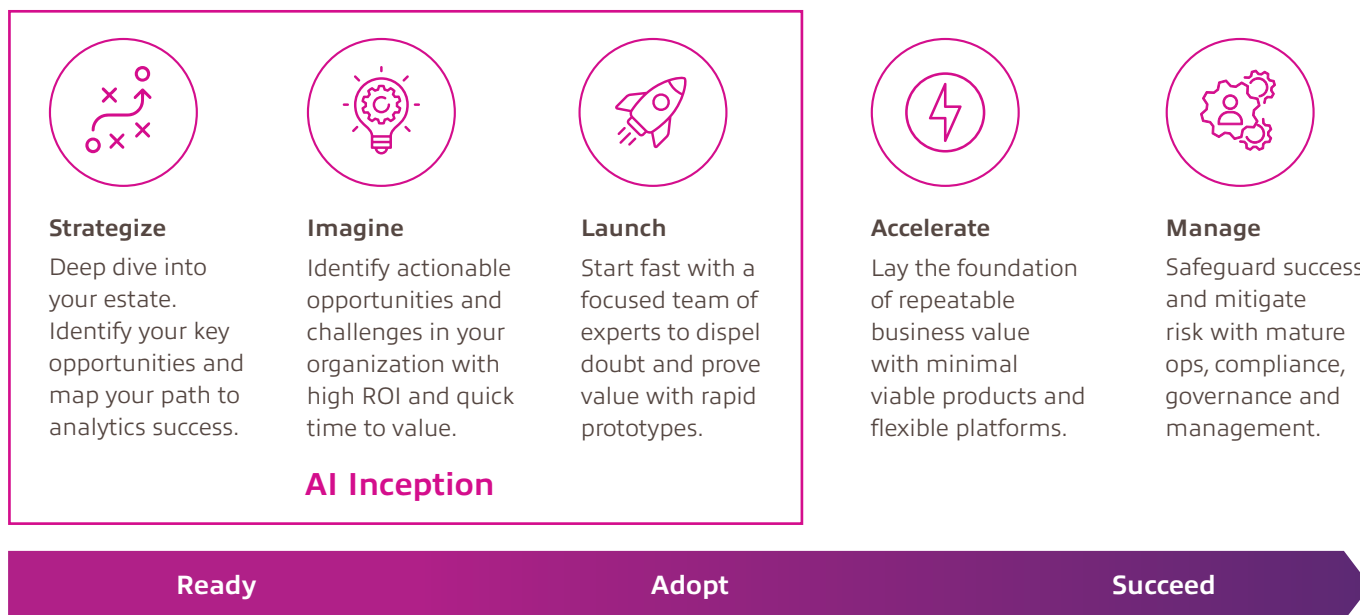 Strategize
Deep dive into
your estate.
Identify your key
opportunities and
map your path to
analytics success.
Imagine
Identify actionable
opportunities and
challenges in your
organization with
high ROI and quick
time to value.
Launch
Start fast with a
focused team of
experts to dispel
doubt and prove
value with rapid
prototypes.
AI Inception
Accelerate
Lay the foundation
of repeatable
business value
with minimal
viable products and
flexible platforms.
Manage
Safeguard success
and mitigate
risk with mature
ops, compliance,
governance and
management.
Ready
Adopt
Succeed